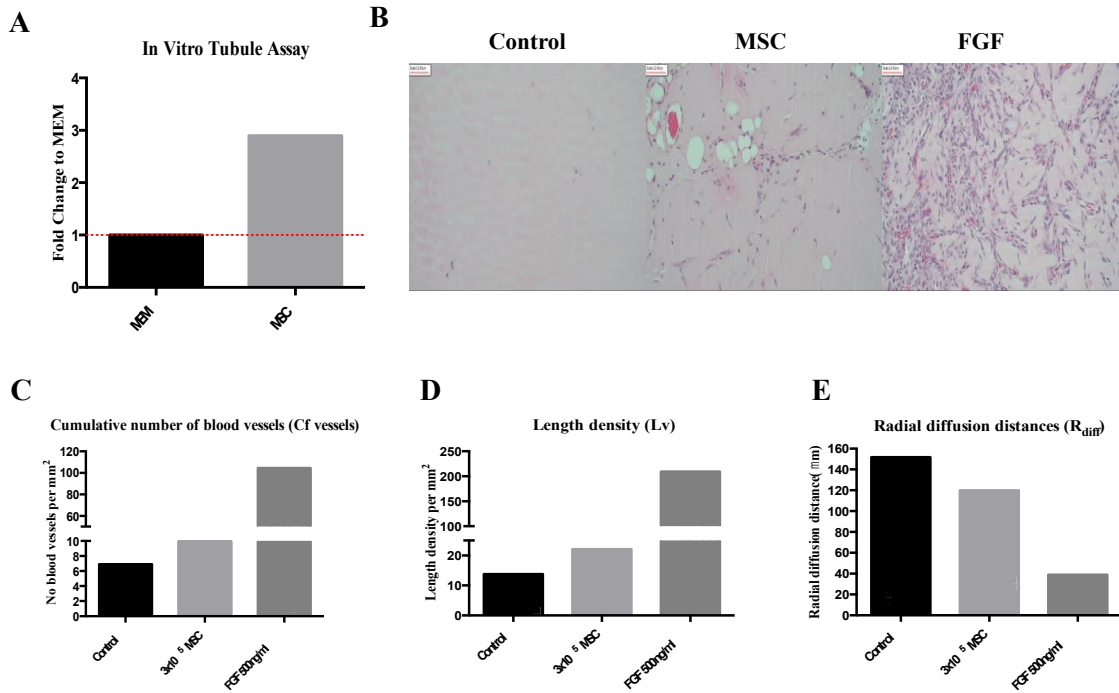 A
In Vitro Tubule Assay
Fold Change to MEM
4
3
2
1
0
MEM
MSC
B
Control
MSC
FGF
C
Cumulative number of blood vessels (Cf vessels)
No blood vessels per mm²
120
100
80
60
10
8
6
4
2
0
Control
3x10 ⁵ MSC
FGF 500ng/ml
D
Length density (Lv)
Length density per mm²
250
200
150
100
20
10
0
Control
3x10 ⁵ MSC
FGF 500ng/ml
E
Radial diffusion distances (R_diff)
Radial diffusion distance( m)
160
140
120
100
80
60
40
20
0
Control
3x10 ⁵ MSC
FGF 500ng/ml